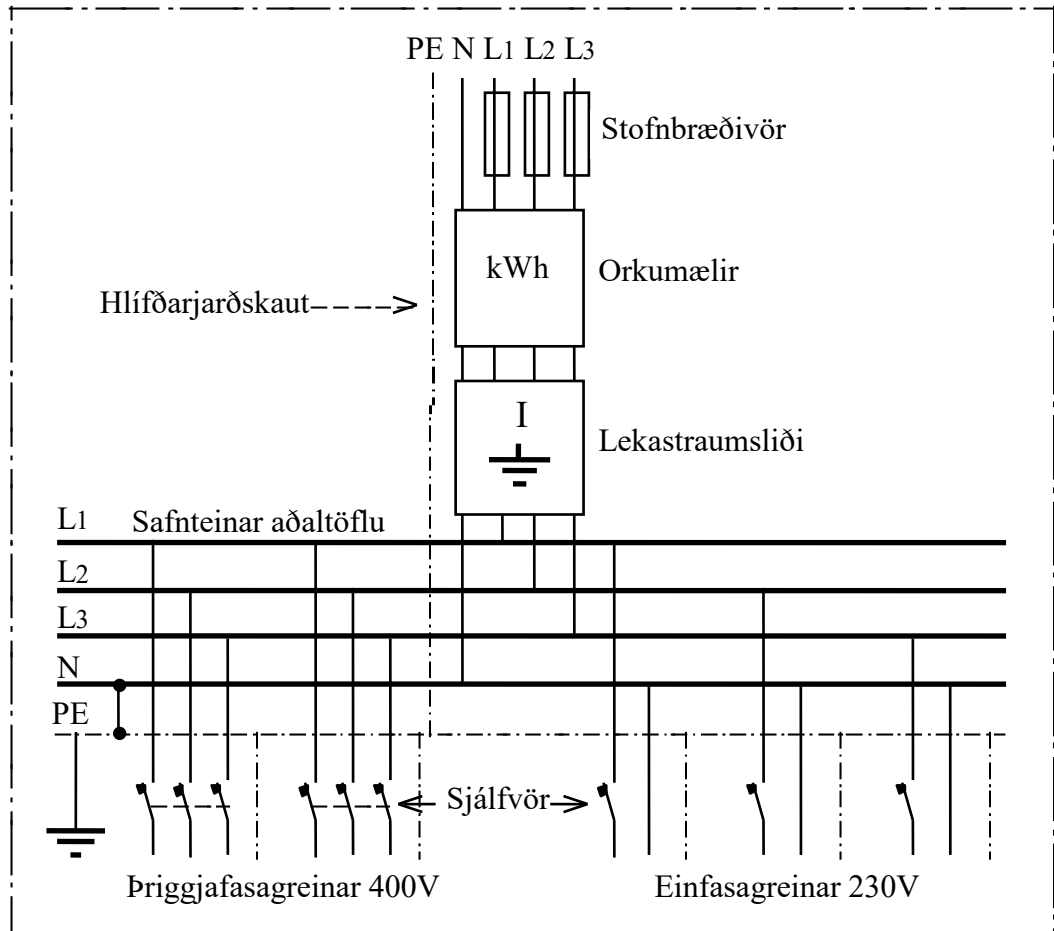 PE N L1 L2 L3
Stofnbræðivör
kWh
Orkumælir
Hlífðarjarðskaut
I
Lekastraumsliði
L1
Safnteinar aðaltöflu
L2
L3
N
PE
Sjálfvör
Þriggjafasagreinar 400V
Einfasagreinar 230V